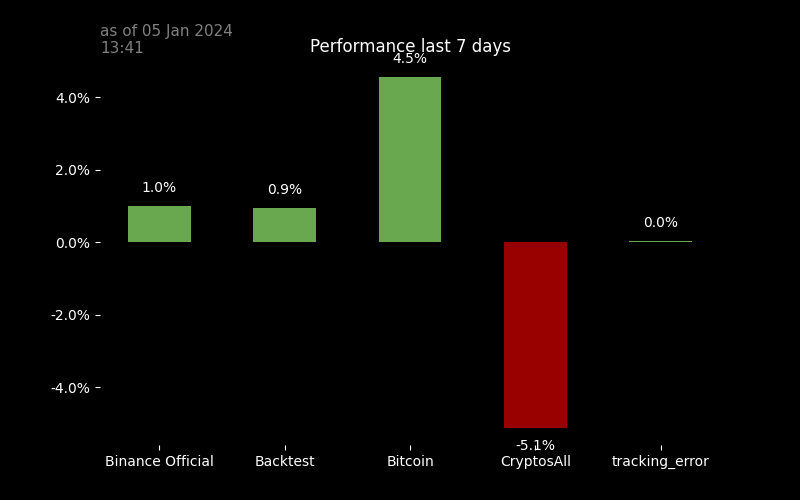 as of 05 Jan 2024
13:41
Performance last 7 days
4.5%
4.0%
2.0%
1.0%
0.9%
0.0%
0.0%
-2.0%
-4.0%
-5.1%
Binance Official
Backtest
Bitcoin
CryptosAll
tracking_error